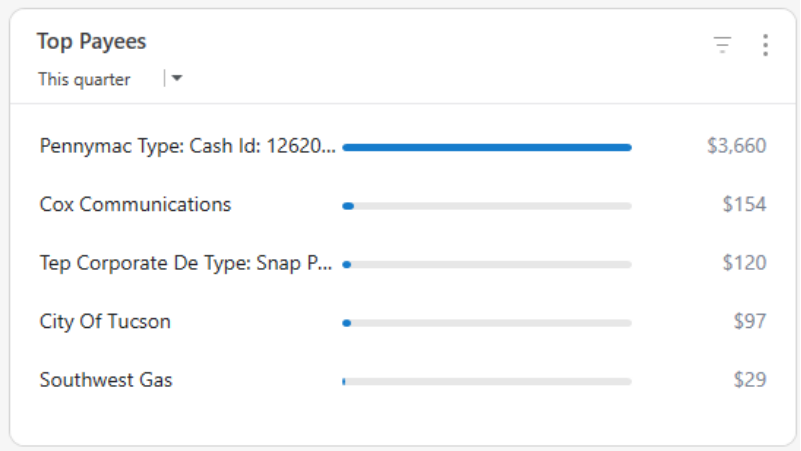 Top Payees
This quarter
Pennymac Type: Cash Id: 12620... $3,660
Cox Communications $154
Tep Corporate De Type: Snap P... $120
City Of Tucson $97
Southwest Gas $29